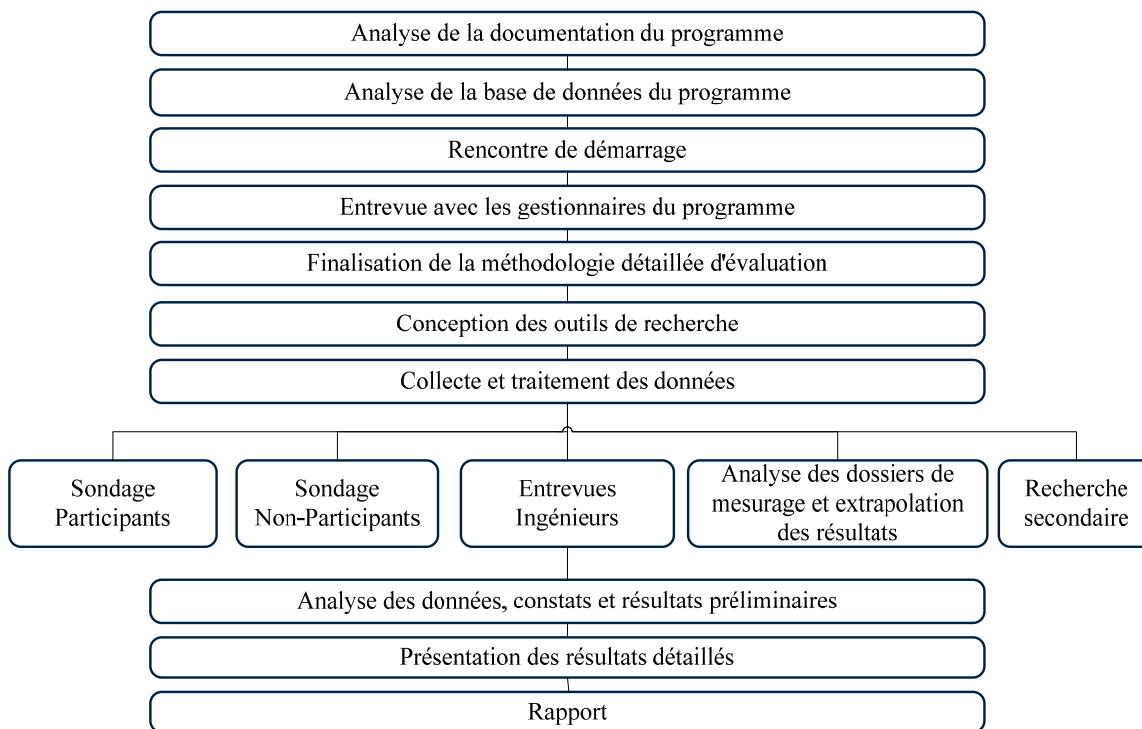 Analyse de la documentation du programme
Analyse de la base de données du programme
Rencontre de démarrage
Entrevue avec les gestionnaires du programme
Finalisation de la méthodologie détaillée d'évaluation
Conception des outils de recherche
Collecte et traitement des données
Sondage
Participants
Sondage
Non-Participants
Entrevues
Ingénieurs
Analyse des dossiers de
mesurage et extrapolation
des résultats
Recherche
secondaire
Analyse des données, constats et résultats préliminaires
Présentation des résultats détaillés
Rapport